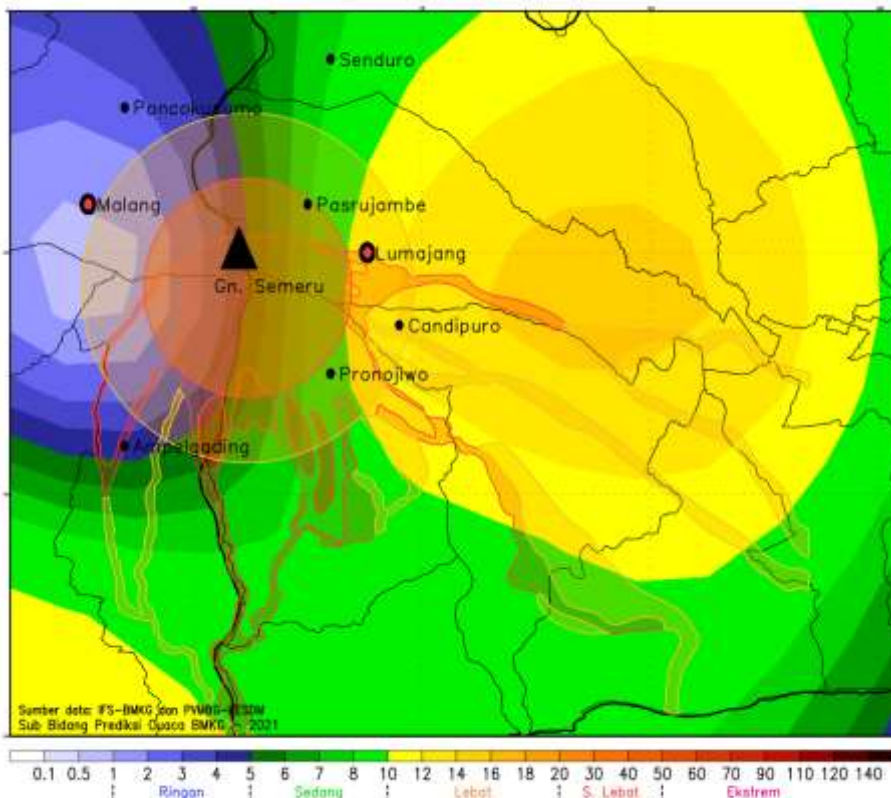 Senduro
Pancokusumo
Malang
Pasrujambe
Lumajang
Gn. Semeru
Candipuro
Pronojiwo
Ampelgading
Sumber data: IFS-BMKG dan PVMBG-ESDM
Sub Bidang Prediksi Cuaca BMKG - 2021
0.1 0.5 1 2 3 4 5 6 7 8 10 12 14 16 18 20 30 40 50 60 70 90 110 120 140
Ringan Sedang Lebat S. Lebat Ekstrem